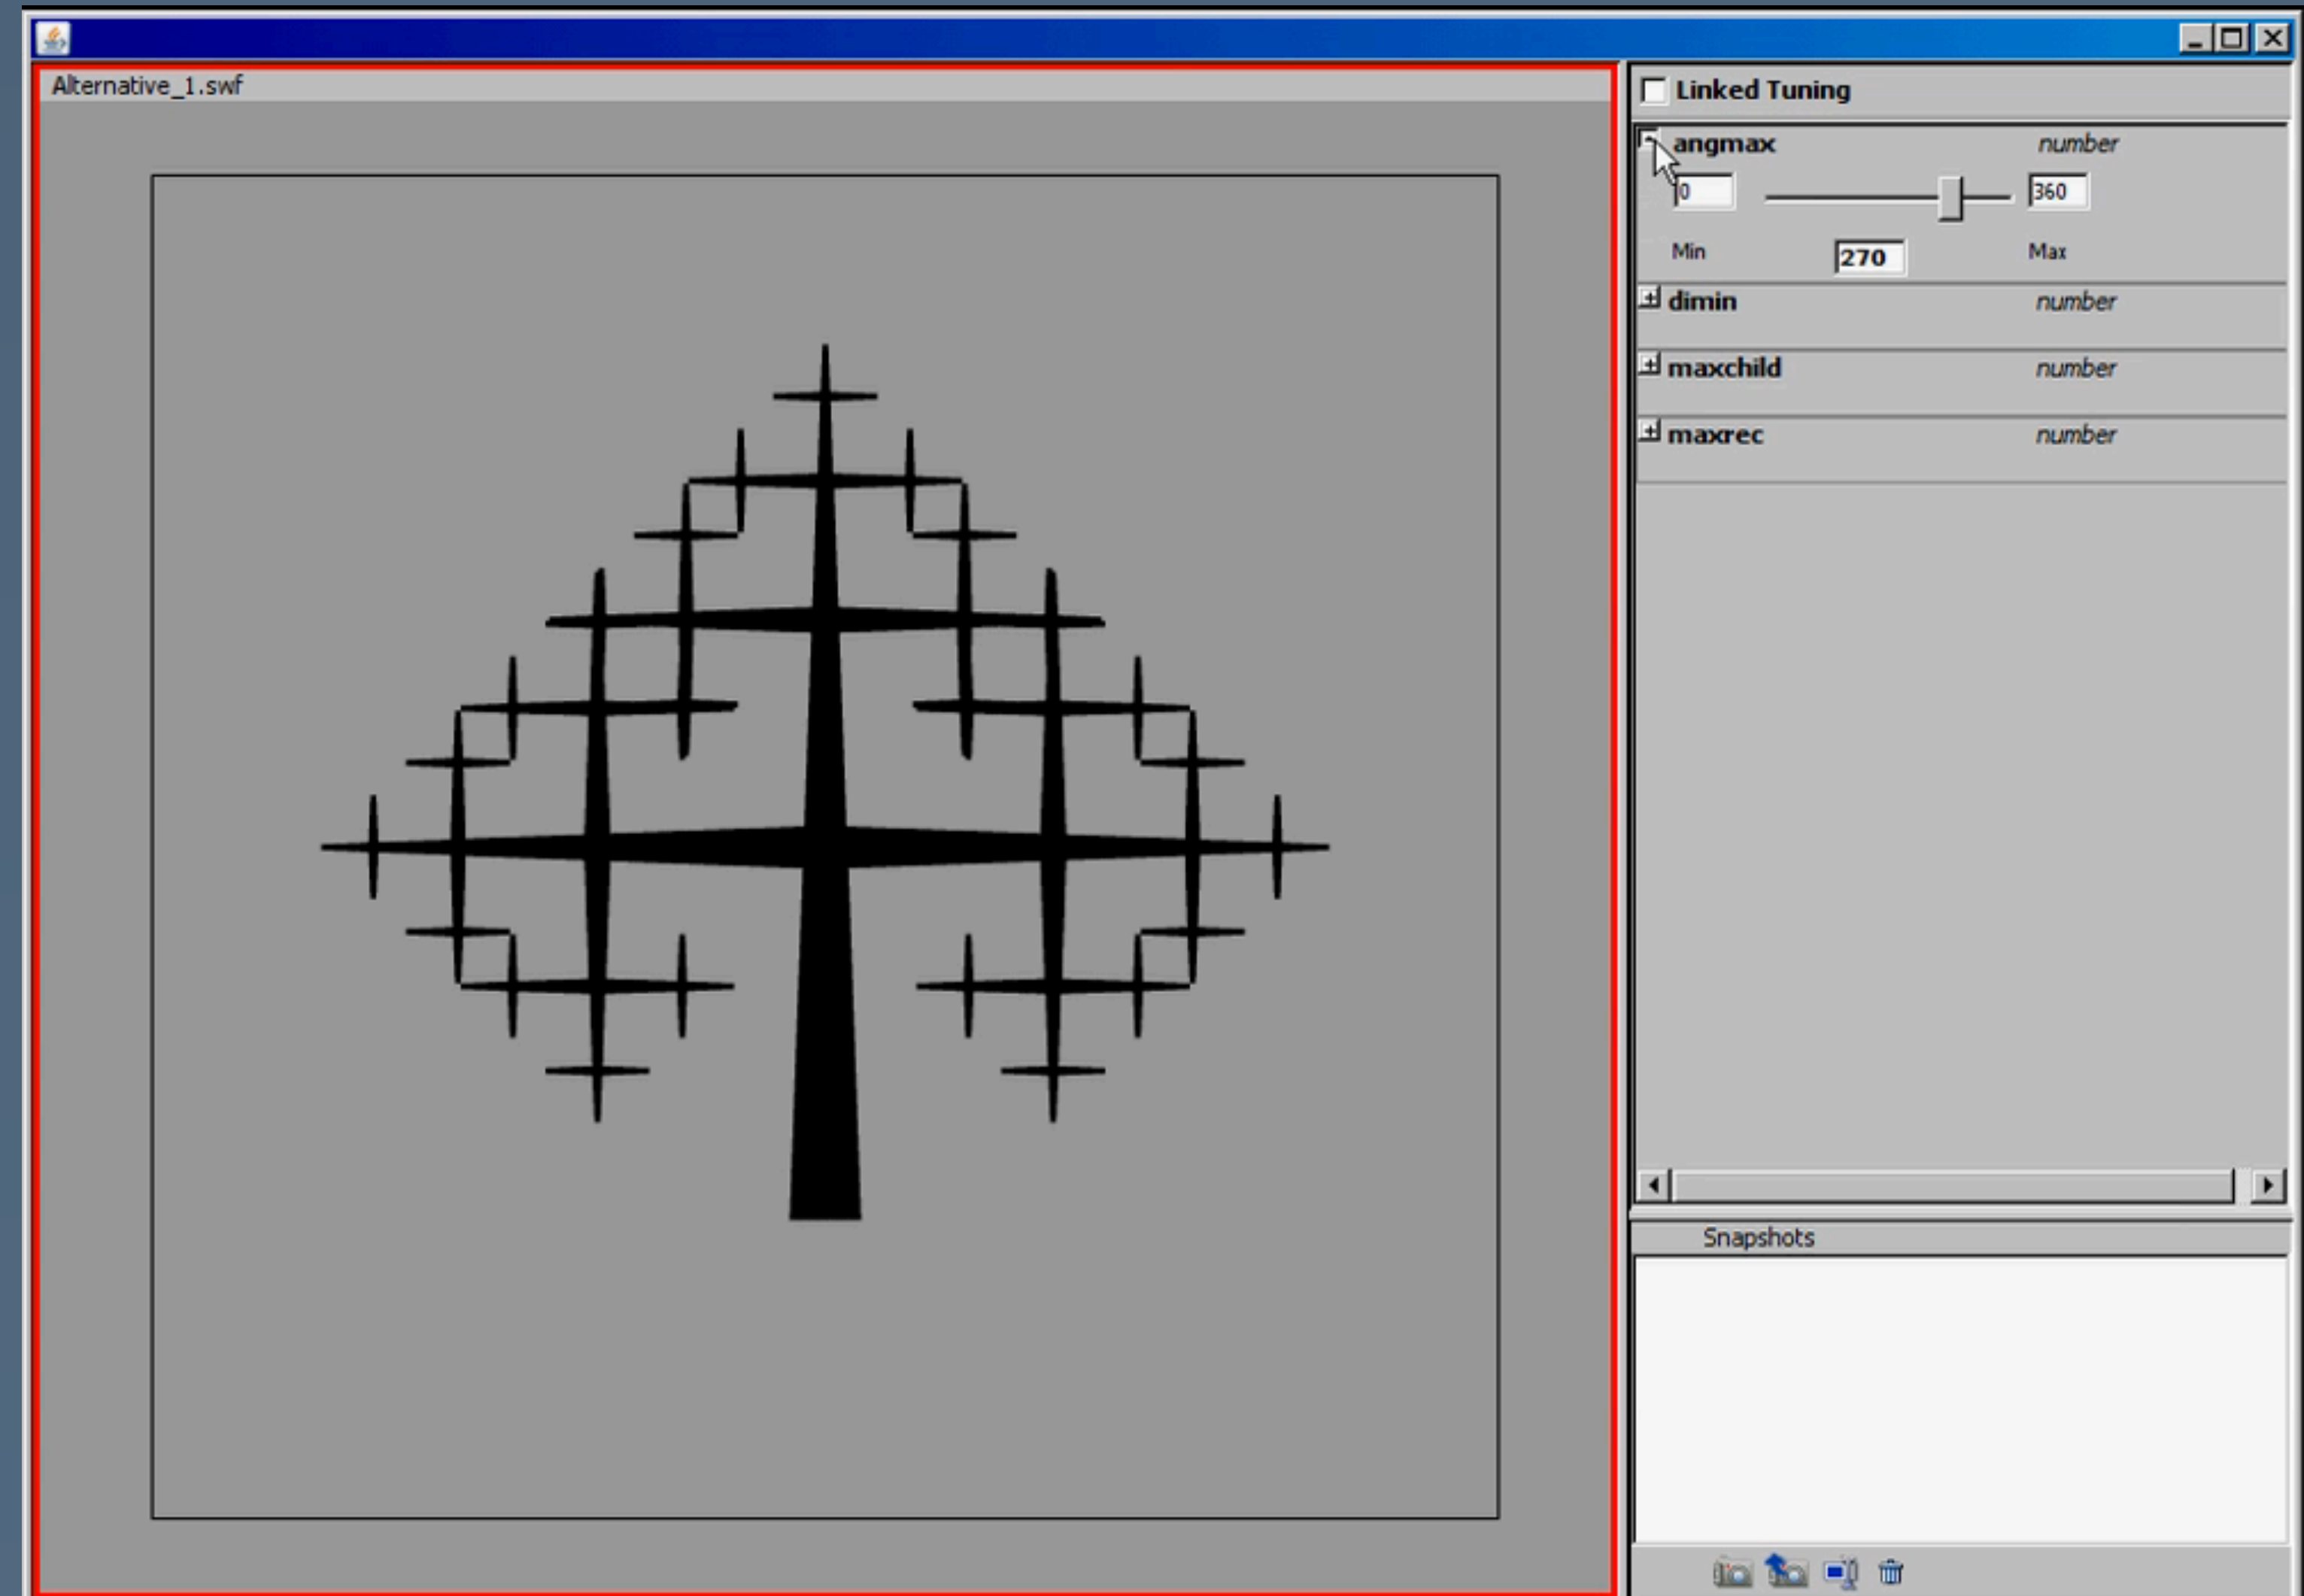 Alternative_1.swf
Linked Tuning
angmax number
0 360
Min 270 Max
dimin number
maxchild number
maxrec number
Snapshots